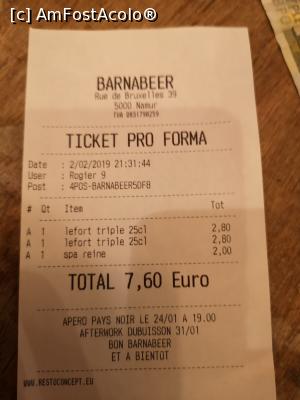 [c] AmFostAcolo®
BARNABEER
Rue de Bruxelles 39
5000 Namur
TVA 0831790259
TICKET PRO FORMA
Date : 2/02/2019 21:31:44
User : Rogier 9
Post : 4POS-BARNABEER5DFB
# Qt Item Tot
A 1 lefort triple 25cl 2,80
A 1 lefort triple 25cl 2,80
A 1 spa reine 2,00
TOTAL 7,60 Euro
APERO PAYS NOIR LE 24/01 A 19.00
AFTERWORK DUBUISSON 31/01
BON BARNABEER
ET A BIENTOT
WWW.RESTOCONCEPT.EU